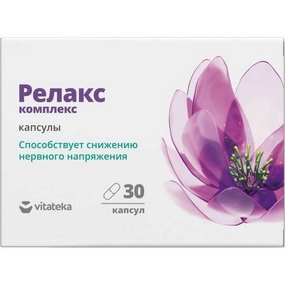 Релакс
комплекс
капсулы
Способствует снижению
нервного напряжения
30
капсул
vitateka